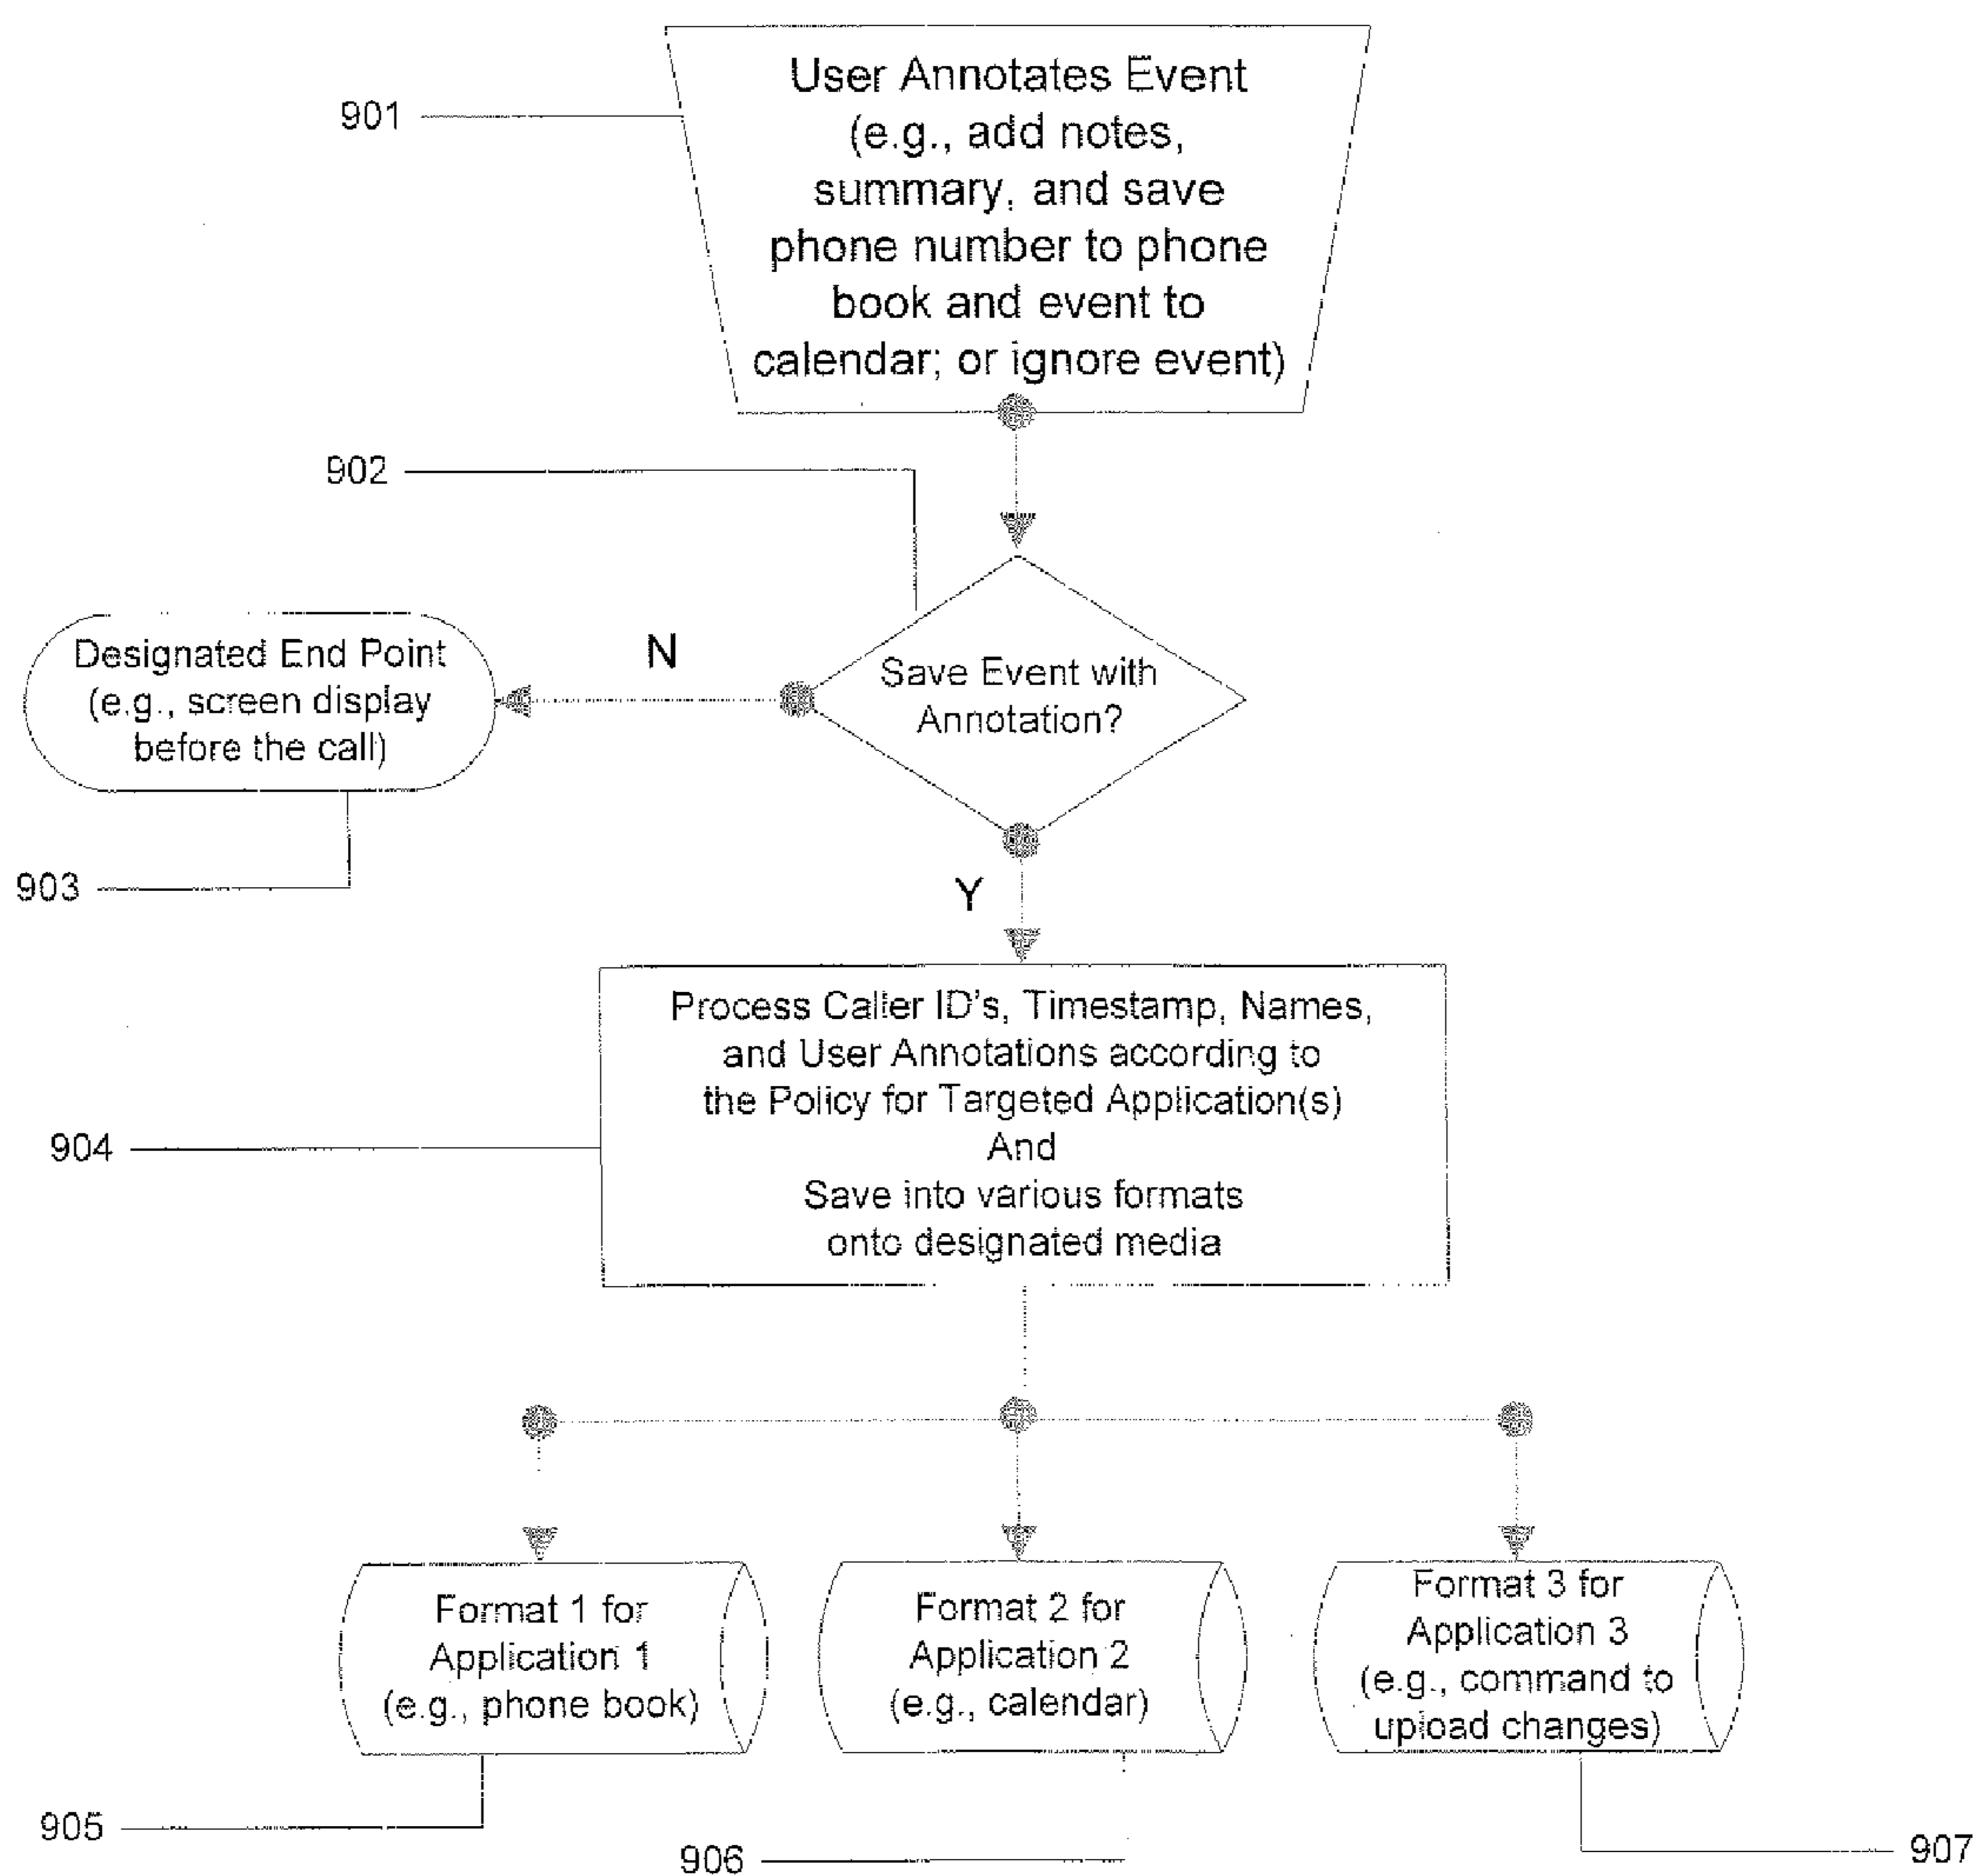 User Annotates Event
(e.g., add notes,
summary, and save
phone number to phone
book and event to
calendar; or ignore event)
901
902
Save Event with
Annotation?
N
Designated End Point
(e.g., screen display
before the call)
903
Y
Process Caller ID's, Timestamp, Names,
and User Annotations according to
the Policy for Targeted Application(s)
And
Save into various formats
onto designated media
904
Format 1 for
Application 1
(e.g., phone book)
Format 2 for
Application 2
(e.g., calendar)
Format 3 for
Application 3
(e.g., command to
upload changes)
905
906
907